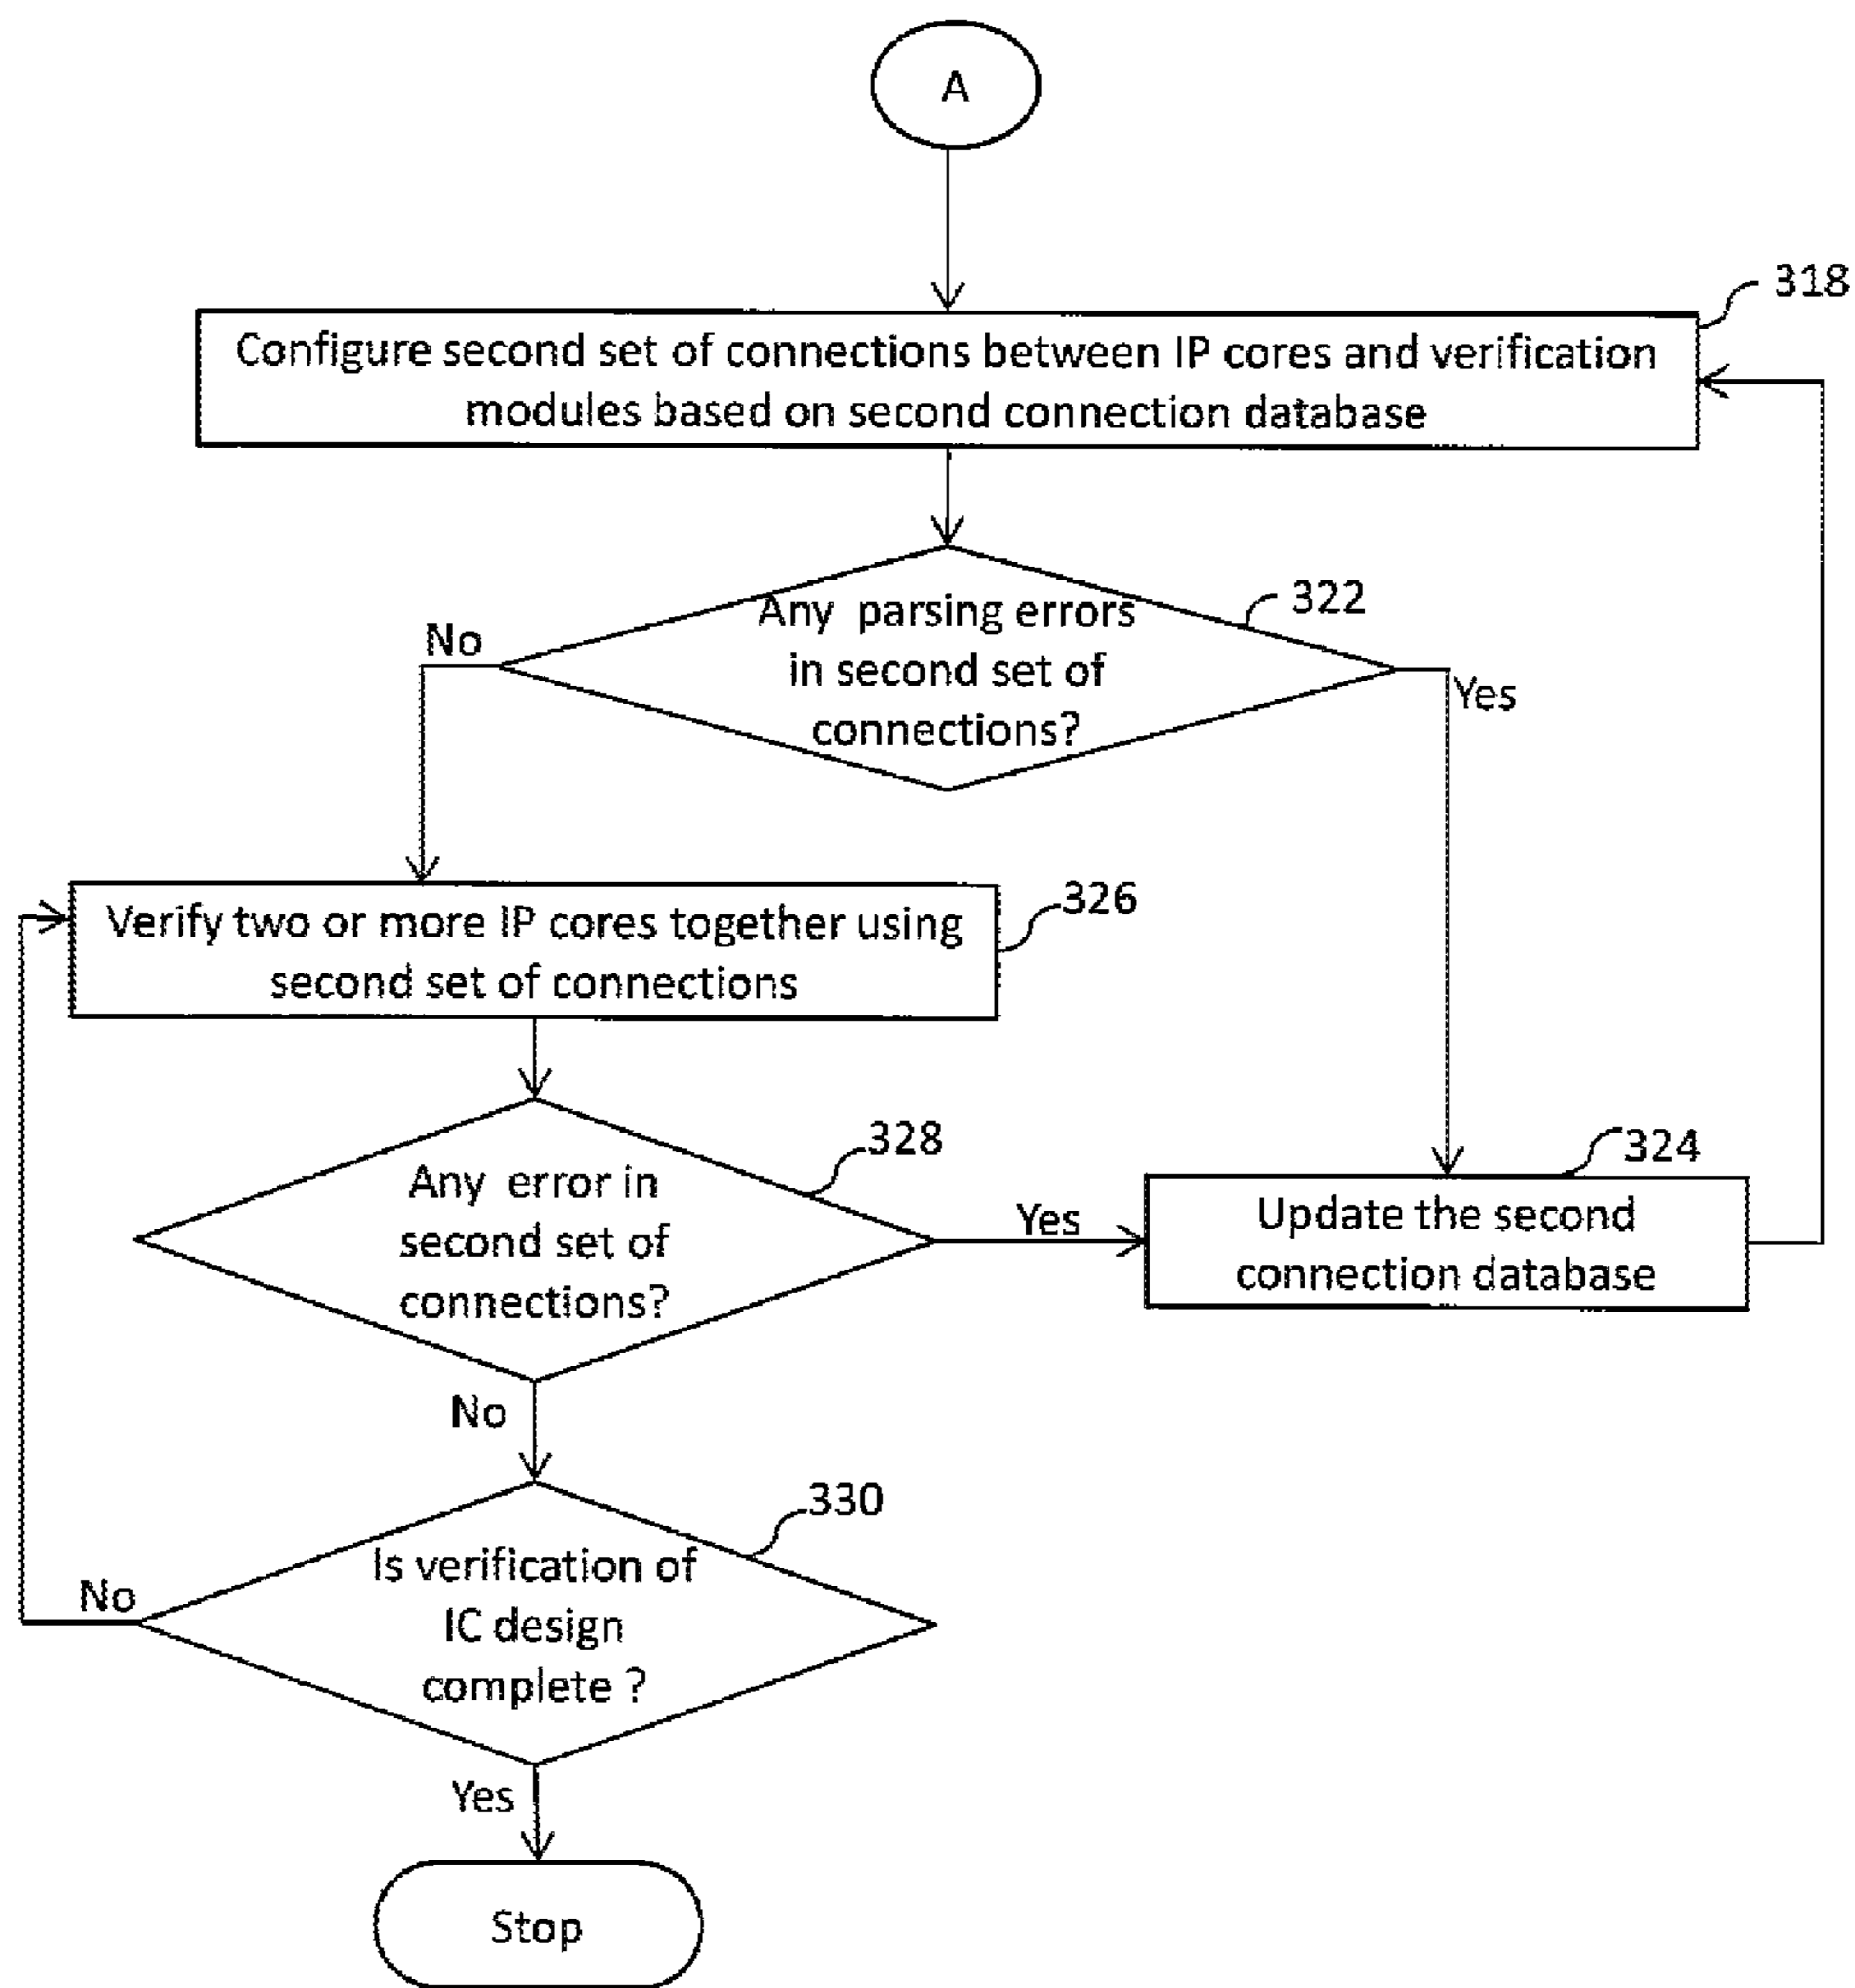 A
318
Configure second set of connections between IP cores and verification
modules based on second connection database
322
Any parsing errors
in second set of
connections?
No
Yes
326
Verify two or more IP cores together using
second set of connections
328
Any error in
second set of
connections?
Yes
324
Update the second
connection database
No
330
Is verification of
IC design
complete ?
No
Yes
Stop